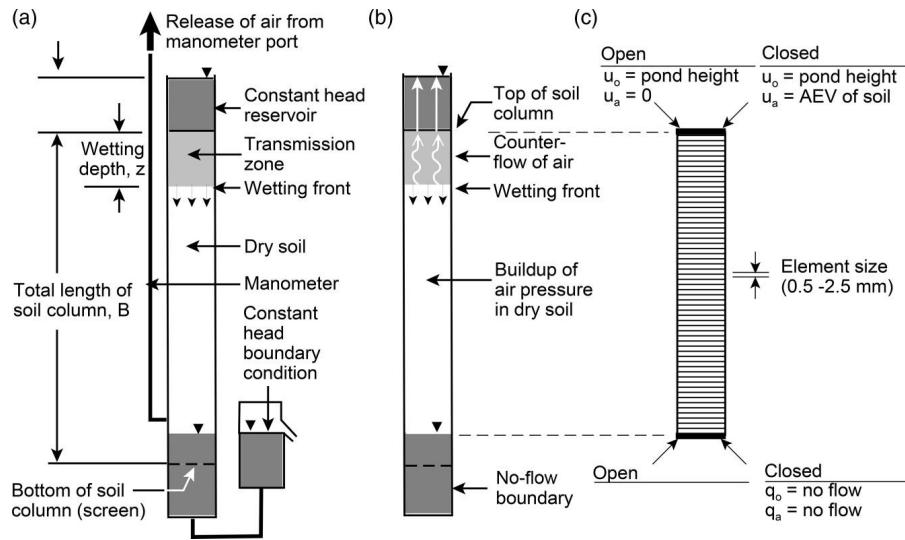 (a)
Release of air from
manometer port
Constant head
reservoir
Wetting
depth, z
Transmission
zone
Wetting front
Dry soil
Total length of
soil column, B
Manometer
Constant
head
boundary
condition
Bottom of soil
column (screen)
(b)
Top of soil
column
Counter-
flow of air
Wetting front
Buildup of
air pressure
in dry soil
No-flow
boundary
(c)
Open
u_o = pond height
u_a = 0
Closed
u_o = pond height
u_a = AEV of soil
Element size
(0.5 -2.5 mm)
Open
Closed
q_o = no flow
q_a = no flow